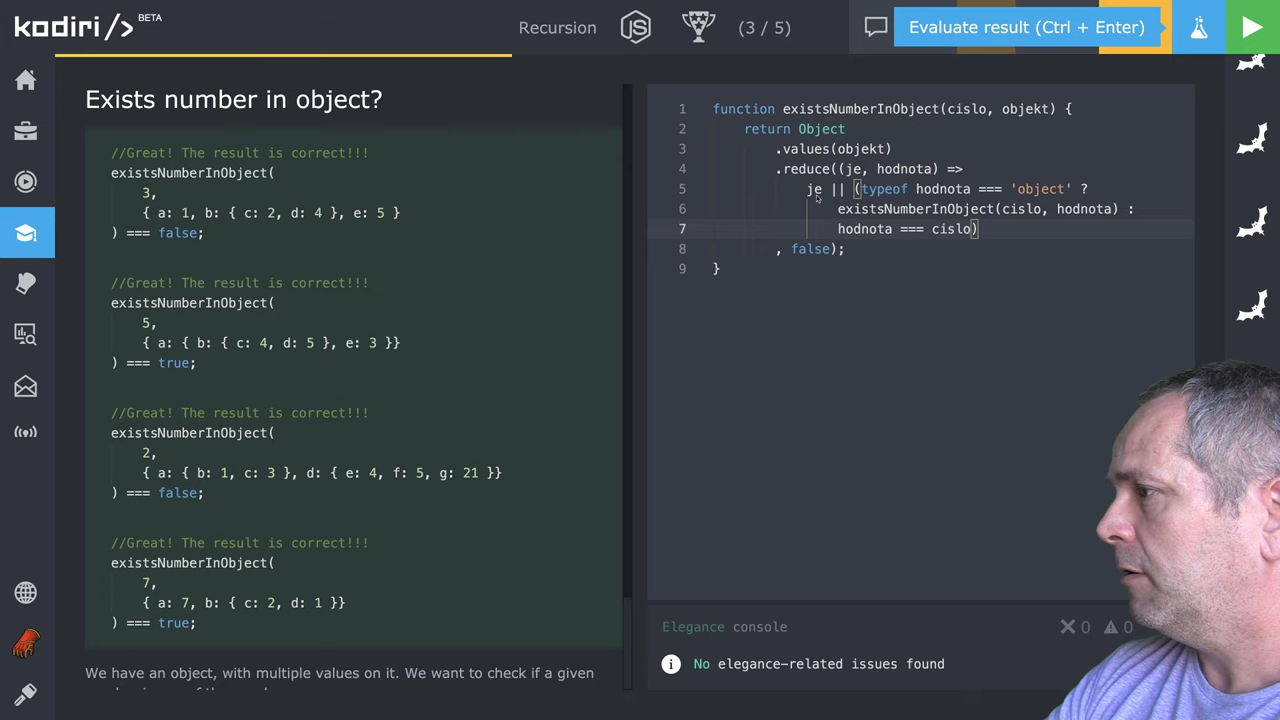 kodiri /> BETA
Recursion
JS
(3 / 5)
Evaluate result (Ctrl + Enter)
Exists number in object?
//Great! The result is correct!!!
existsNumberInObject(
3,
{ a: 1, b: { c: 2, d: 4 }, e: 5 }
) === false;
//Great! The result is correct!!!
existsNumberInObject(
5,
{ a: { b: { c: 4, d: 5 }, e: 3 }}
) === true;
//Great! The result is correct!!!
existsNumberInObject(
2,
{ a: { b: 1, c: 3 }, d: { e: 4, f: 5, g: 21 }}
) === false;
//Great! The result is correct!!!
existsNumberInObject(
7,
{ a: 7, b: { c: 2, d: 1 }}
) === true;
We have an object, with multiple values on it. We want to check if a given
1 function existsNumberInObject(cislo, objekt) {
2 return Object
3 .values(objekt)
4 .reduce((je, hodnota) =>
5 je || (typeof hodnota === 'object' ?
6 existsNumberInObject(cislo, hodnota) :
7 hodnota === cislo)
8 , false);
9 }
Elegance console
0 0
No elegance-related issues found